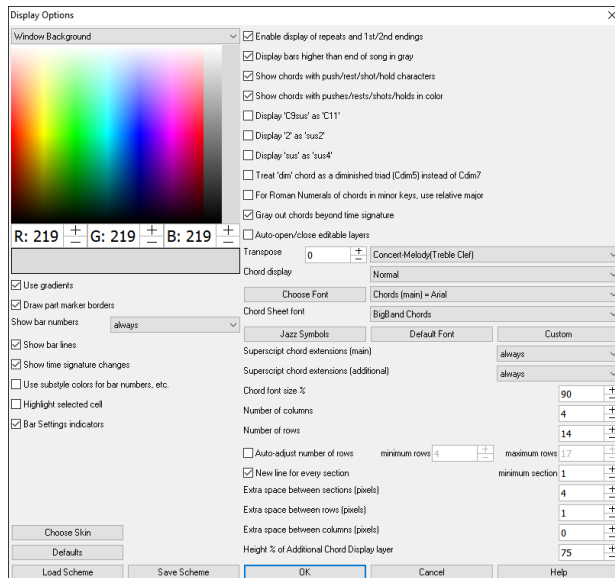 Display Options
Window Background
R: 219 G: 219 B: 219
Use gradients
Draw part marker borders
Show bar numbers always
Show bar lines
Show time signature changes
Use substyle colors for bar numbers, etc.
Highlight selected cell
Bar Settings indicators
Choose Skin
Defaults
Load Scheme Save Scheme
Enable display of repeats and 1st/2nd endings
Display bars higher than end of song in gray
Show chords with push/rest/shot/hold characters
Show chords with pushes/rests/shots/holds in color
Display 'C9sus' as 'C11'
Display '2' as 'sus2'
Display 'sus' as 'sus4'
Treat 'dim' chord as a diminished triad (Cdim5) instead of Cdim7
For Roman Numerals of chords in minor keys, use relative major
Gray out chords beyond time signature
Auto-open/close editable layers
Transpose 0 Concert-Melody(Treble Clef)
Chord display Normal
Choose Font Chords (main) = Arial
Chord Sheet font BigBand Chords
Jazz Symbols Default Font Custom
Superscript chord extensions (main) always
Superscript chord extensions (additional) always
Chord font size % 90
Number of columns 4
Number of rows 14
Auto-adjust number of rows minimum rows 4 maximum rows 17
New line for every section minimum section 1
Extra space between sections (pixels) 4
Extra space between rows (pixels) 1
Extra space between columns (pixels) 0
Height % of Additional Chord Display layer 75
OK Cancel Help